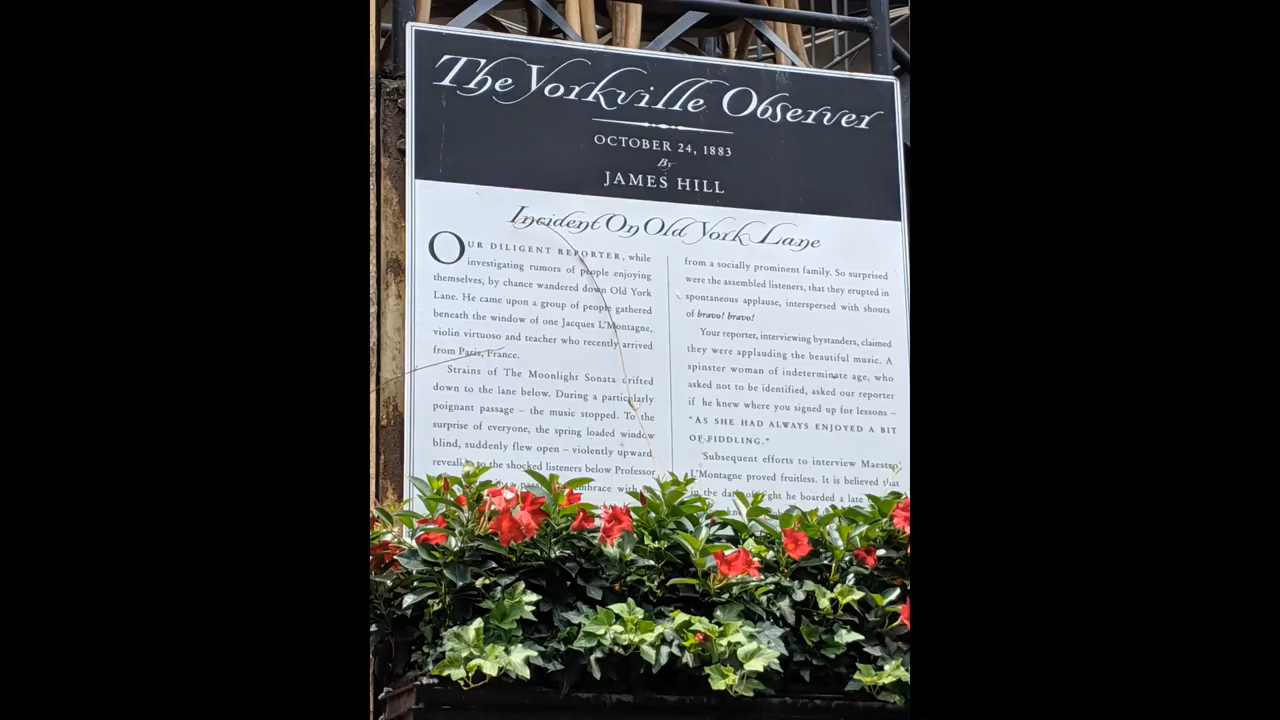 The Yorkville Observer
OCTOBER 24, 1883
By
JAMES HILL
Incident On Old York Lane
OUR DILIGENT REPORTER, while
investigating rumors of people enjoying
themselves, by chance wandered down Old York
Lane. He came upon a group of people gathered
beneath the window of one Jacques L'Montagne,
violin virtuoso and teacher who recently arrived
from Paris, France.
Strains of The Moonlight Sonata drifted
down to the lane below. During a particularly
poignant passage – the music stopped. To the
surprise of everyone, the spring loaded window
blind, suddenly flew open – violently upward
revealing to the shocked listeners below Professor
embrace with
from a socially prominent family. So surprised
were the assembled listeners, that they erupted in
spontaneous applause, interspersed with shouts
of bravo! bravo!
Your reporter, interviewing bystanders, claimed
they were applauding the beautiful music. A
spinster woman of indeterminate age, who
asked not to be identified, asked our reporter
if he knew where you signed up for lessons –
"AS SHE HAD ALWAYS ENJOYED A BIT
OF FIDDLING."
Subsequent efforts to interview Maestro
L'Montagne proved fruitless. It is believed that
in the dead of night he boarded a late